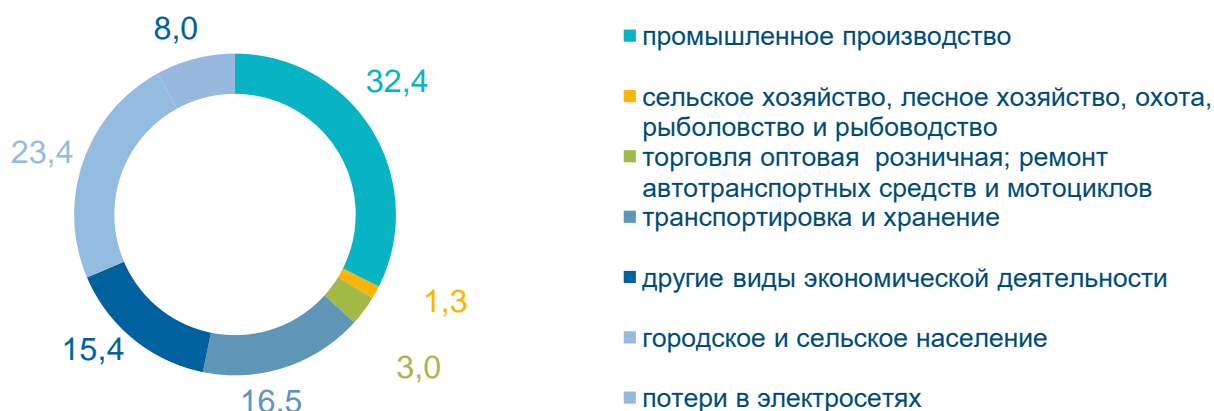 8,0
32,4
23,4
1,3
15,4
3,0
16,5
промышленное производство
сельское хозяйство, лесное хозяйство, охота,
рыболовство и рыбоводство
торговля оптовая розничная; ремонт
автотранспортных средств и мотоциклов
транспортировка и хранение
другие виды экономической деятельности
городское и сельское население
потери в электросетях